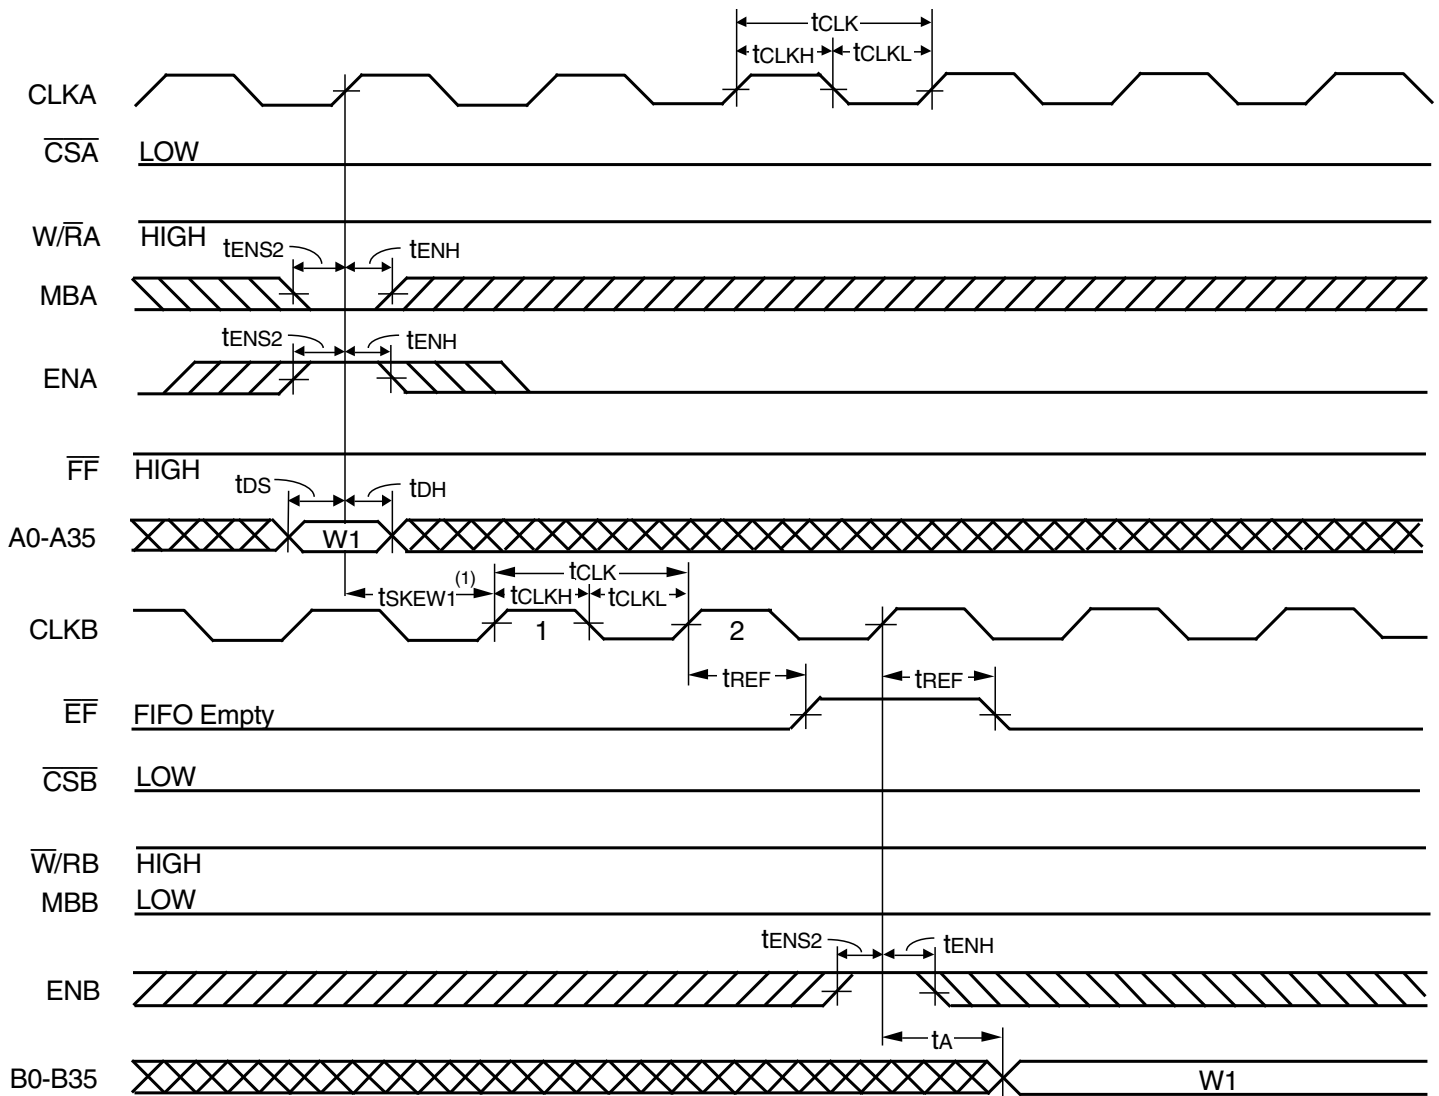 tCLK
tCLKH tCLKL
CLKA
CSA LOW
W/RA HIGH
tENS2 tENH
MBA
tENS2 tENH
ENA
FF HIGH
tDS tDH
A0-A35 W1
tSKEW1(1) tCLK
tCLKH tCLKL
CLKB 1 2
tREF tREF
EF FIFO Empty
CSB LOW
W/RB HIGH
MBB LOW
tENS2 tENH
ENB
tA
B0-B35 W1